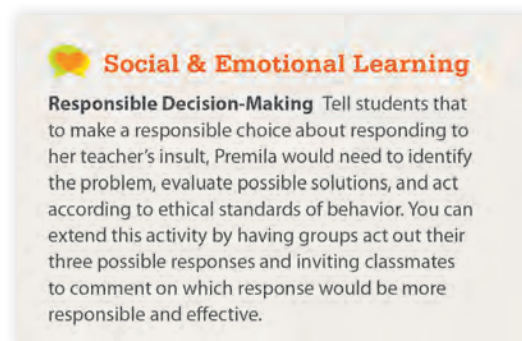 Social & Emotional Learning
Responsible Decision-Making Tell students that
to make a responsible choice about responding to
her teacher's insult, Premila would need to identify
the problem, evaluate possible solutions, and act
according to ethical standards of behavior. You can
extend this activity by having groups act out their
three possible responses and inviting classmates
to comment on which response would be more
responsible and effective.